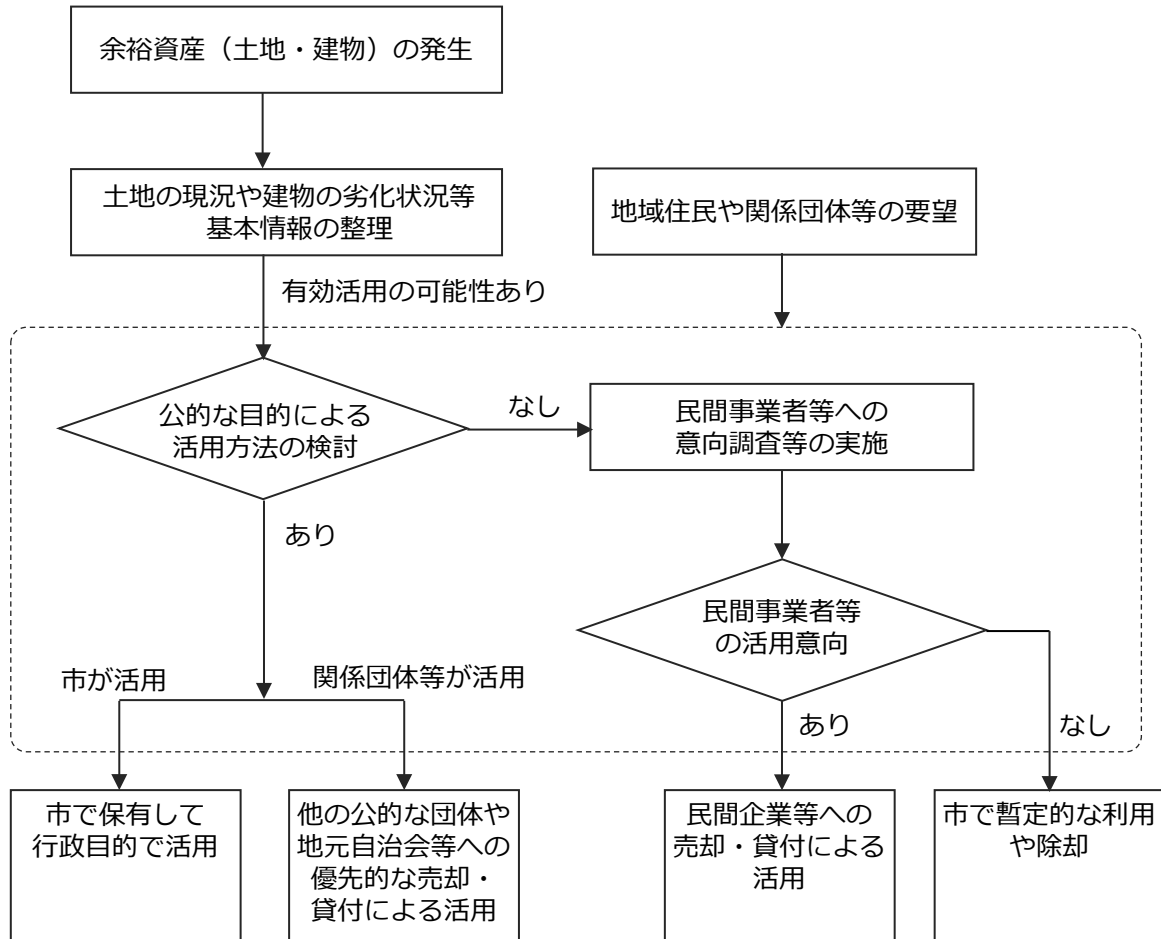 余裕資産（土地・建物）の発生
土地の現況や建物の劣化状況等
基本情報の整理
地域住民や関係団体等の要望
有効活用の可能性あり
公的な目的による
活用方法の検討
なし
民間事業者等への
意向調査等の実施
あり
民間事業者等
の活用意向
市が活用
関係団体等が活用
あり
なし
市で保有して
行政目的で活用
他の公的な団体や
地元自治会等への
優先的な売却・
貸付による活用
民間企業等への
売却・貸付による
活用
市で暫定的な利用
や除却